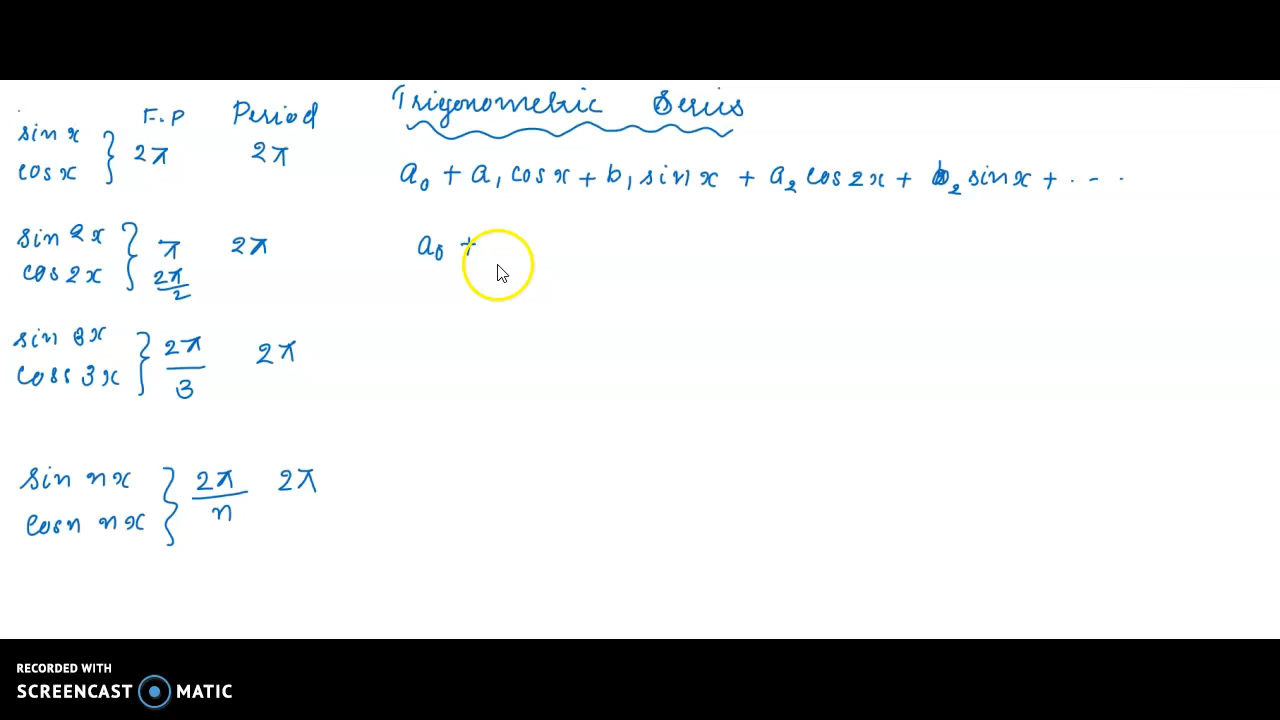 F.P Period
sin x
cos x } 2π 2π
sin 2x
cos 2x } π 2π
2π/2
sin 3x
coss 3x } 2π/3 2π
sin nx
cosn nx } 2π/n 2π
Trigonometric Series
a₀ + a₁ cos x + b₁ sin x + a₂ cos 2x + b₂ sin x + . - - .
a₀ +
RECORDED WITH
SCREENCAST MATIC